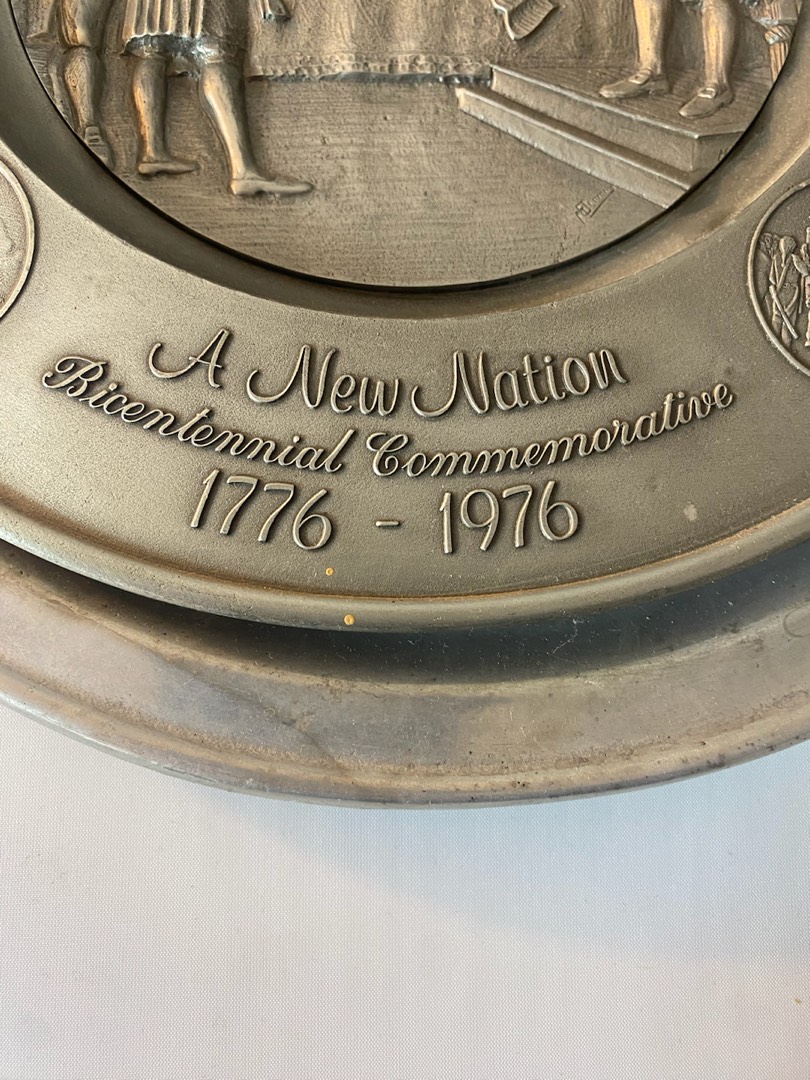 A New Nation
Bicentennial Commemorative
1776 - 1976